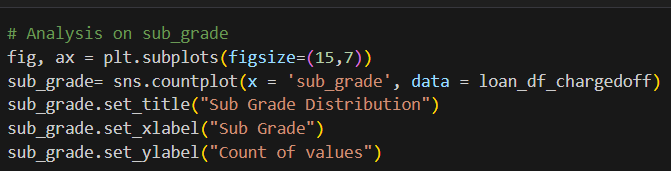 # Analysis on sub_grade
fig, ax = plt.subplots(figsize=(15,7))
sub_grade= sns.countplot(x = 'sub_grade', data = loan_df_chargedoff)
sub_grade.set_title("Sub Grade Distribution")
sub_grade.set_xlabel("Sub Grade")
sub_grade.set_ylabel("Count of values")